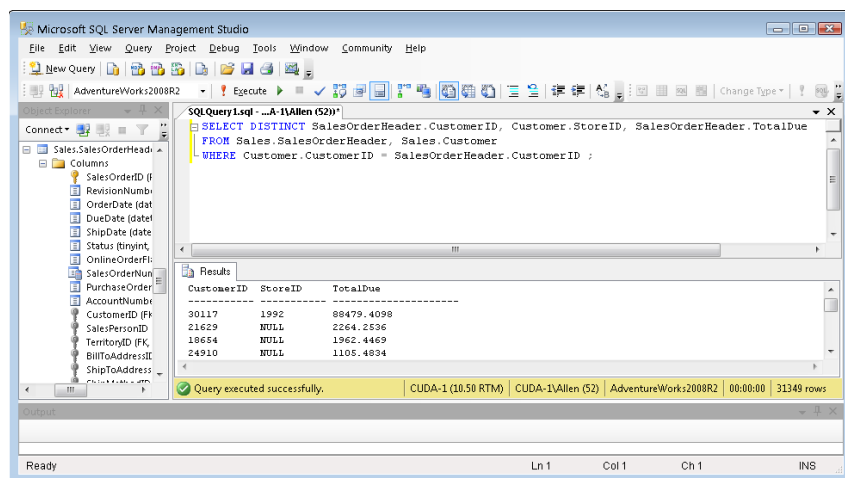 Microsoft SQL Server Management Studio
File Edit View Query Project Debug Tools Window Community Help
New Query
AdventureWorks2008R2 Execute Change Type
Object Explorer
SQLQuery1.sql - ...A-1\Allen (52))*
Connect
SELECT DISTINCT SalesOrderHeader.CustomerID, Customer.StoreID, SalesOrderHeader.TotalDue
FROM Sales.SalesOrderHeader, Sales.Customer
WHERE Customer.CustomerID = SalesOrderHeader.CustomerID ;
Sales.SalesOrderHead
Columns
SalesOrderID (
RevisionNumb
OrderDate (dat
DueDate (date
ShipDate (date
Status (tinyint,
OnlineOrderFl
SalesOrderNum
PurchaseOrder
AccountNumbe
CustomerID (FK
SalesPersonID
TerritoryID (FK,
BillToAddressID
ShipToAddress
Results
CustomerID StoreID TotalDue
----------- ----------- ---------------------
30117 1992 88479.4098
21629 NULL 2264.2536
18654 NULL 1962.4469
24910 NULL 1105.4834
Query executed successfully. CUDA-1 (10.50 RTM) CUDA-1\Allen (52) AdventureWorks2008R2 00:00:00 31349 rows
Output
Ready Ln 1 Col 1 Ch 1 INS